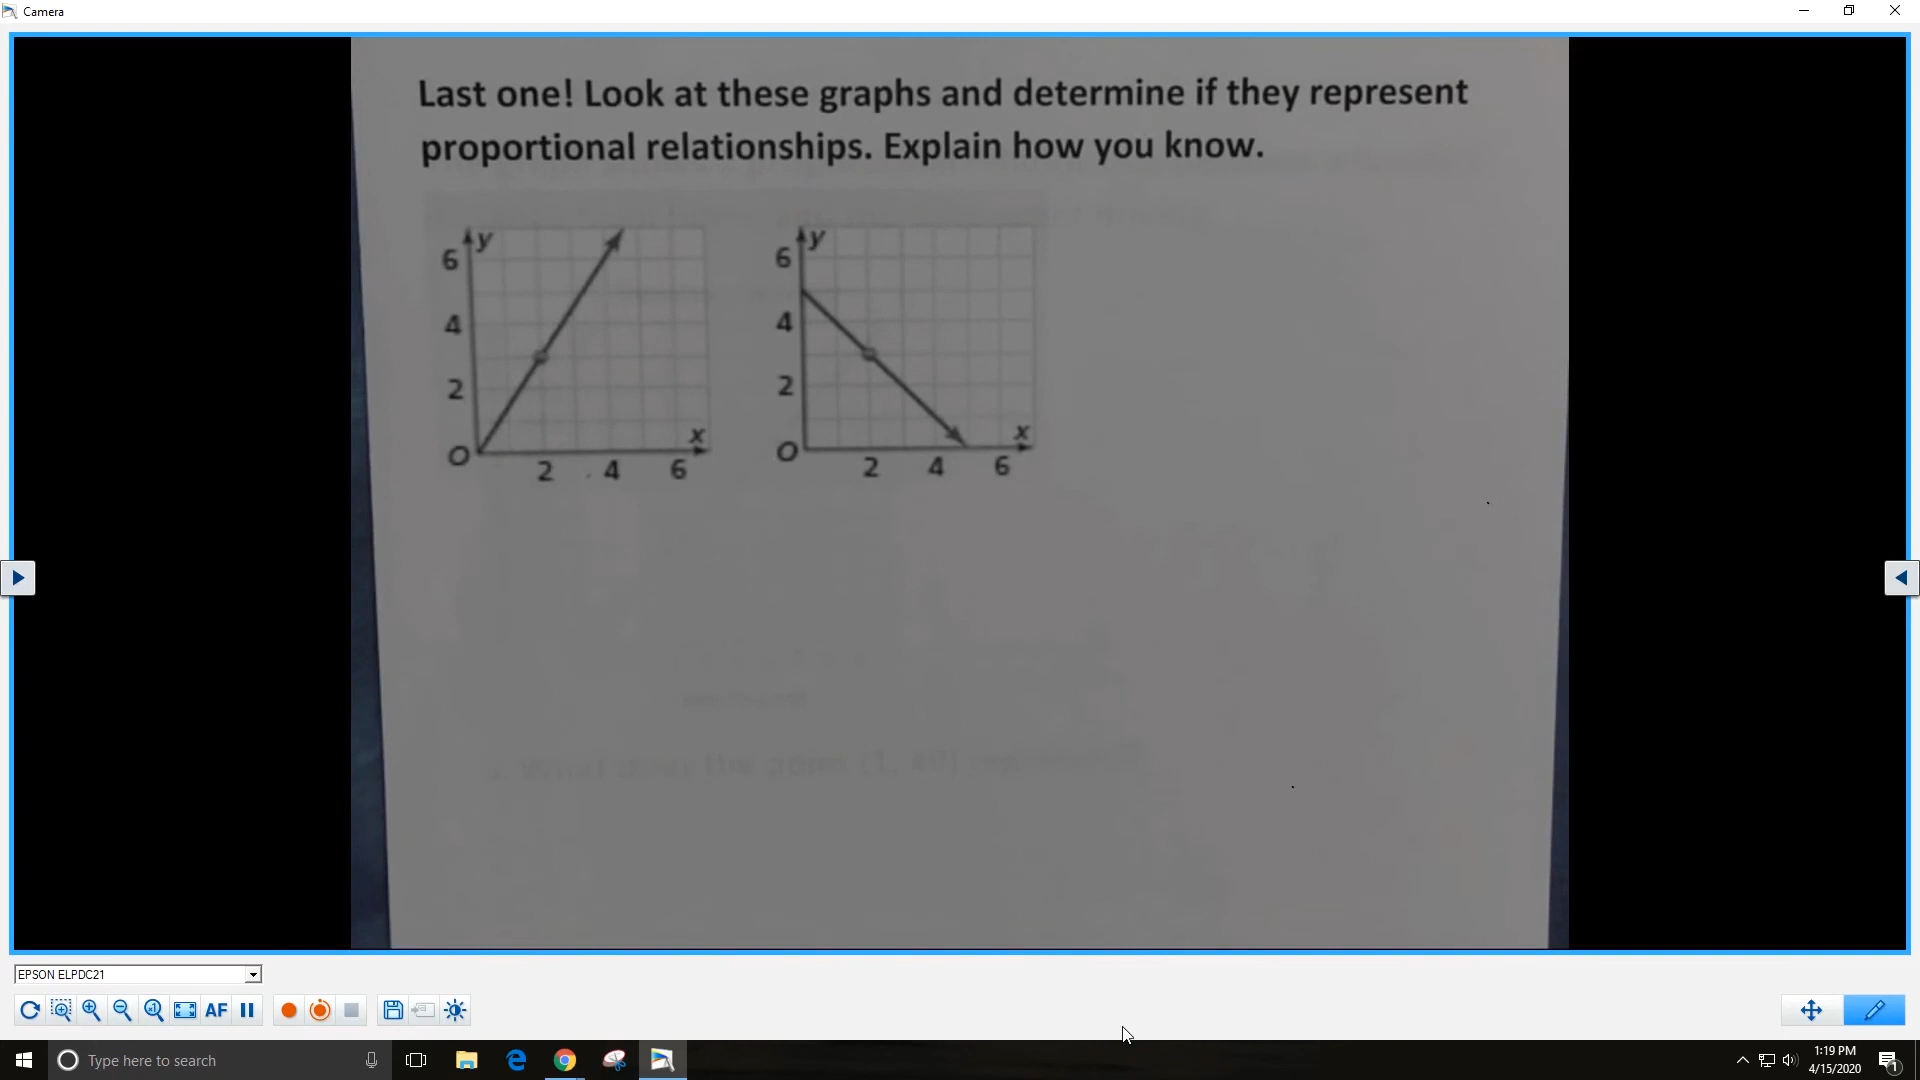 Camera
Last one! Look at these graphs and determine if they represent
proportional relationships. Explain how you know.
y
6
4
2
O
2
4
6
x
y
6
4
2
O
2
4
6
x
EPSON ELPDC21
AF
Type here to search
1:19 PM
4/15/2020
1